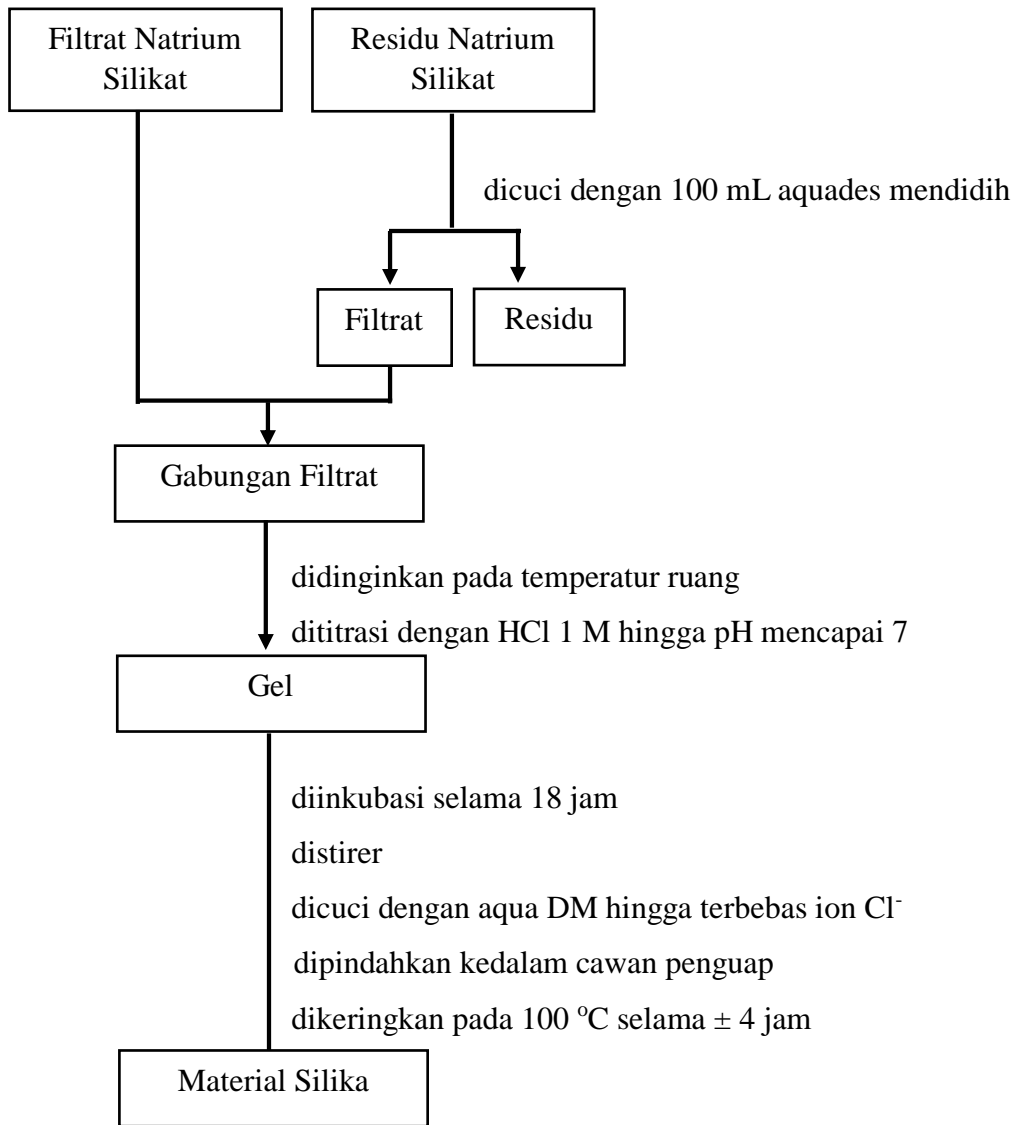 Filtrat Natrium
Silikat
Residu Natrium
Silikat
dicuci dengan 100 mL aquades mendidih
Filtrat
Residu
Gabungan Filtrat
didinginkan pada temperatur ruang
dititrasi dengan HCl 1 M hingga pH mencapai 7
Gel
diinkubasi selama 18 jam
distirer
dicuci dengan aqua DM hingga terbebas ion Cl⁻
dipindahkan kedalam cawan penguap
dikeringkan pada 100 °C selama ± 4 jam
Material Silika